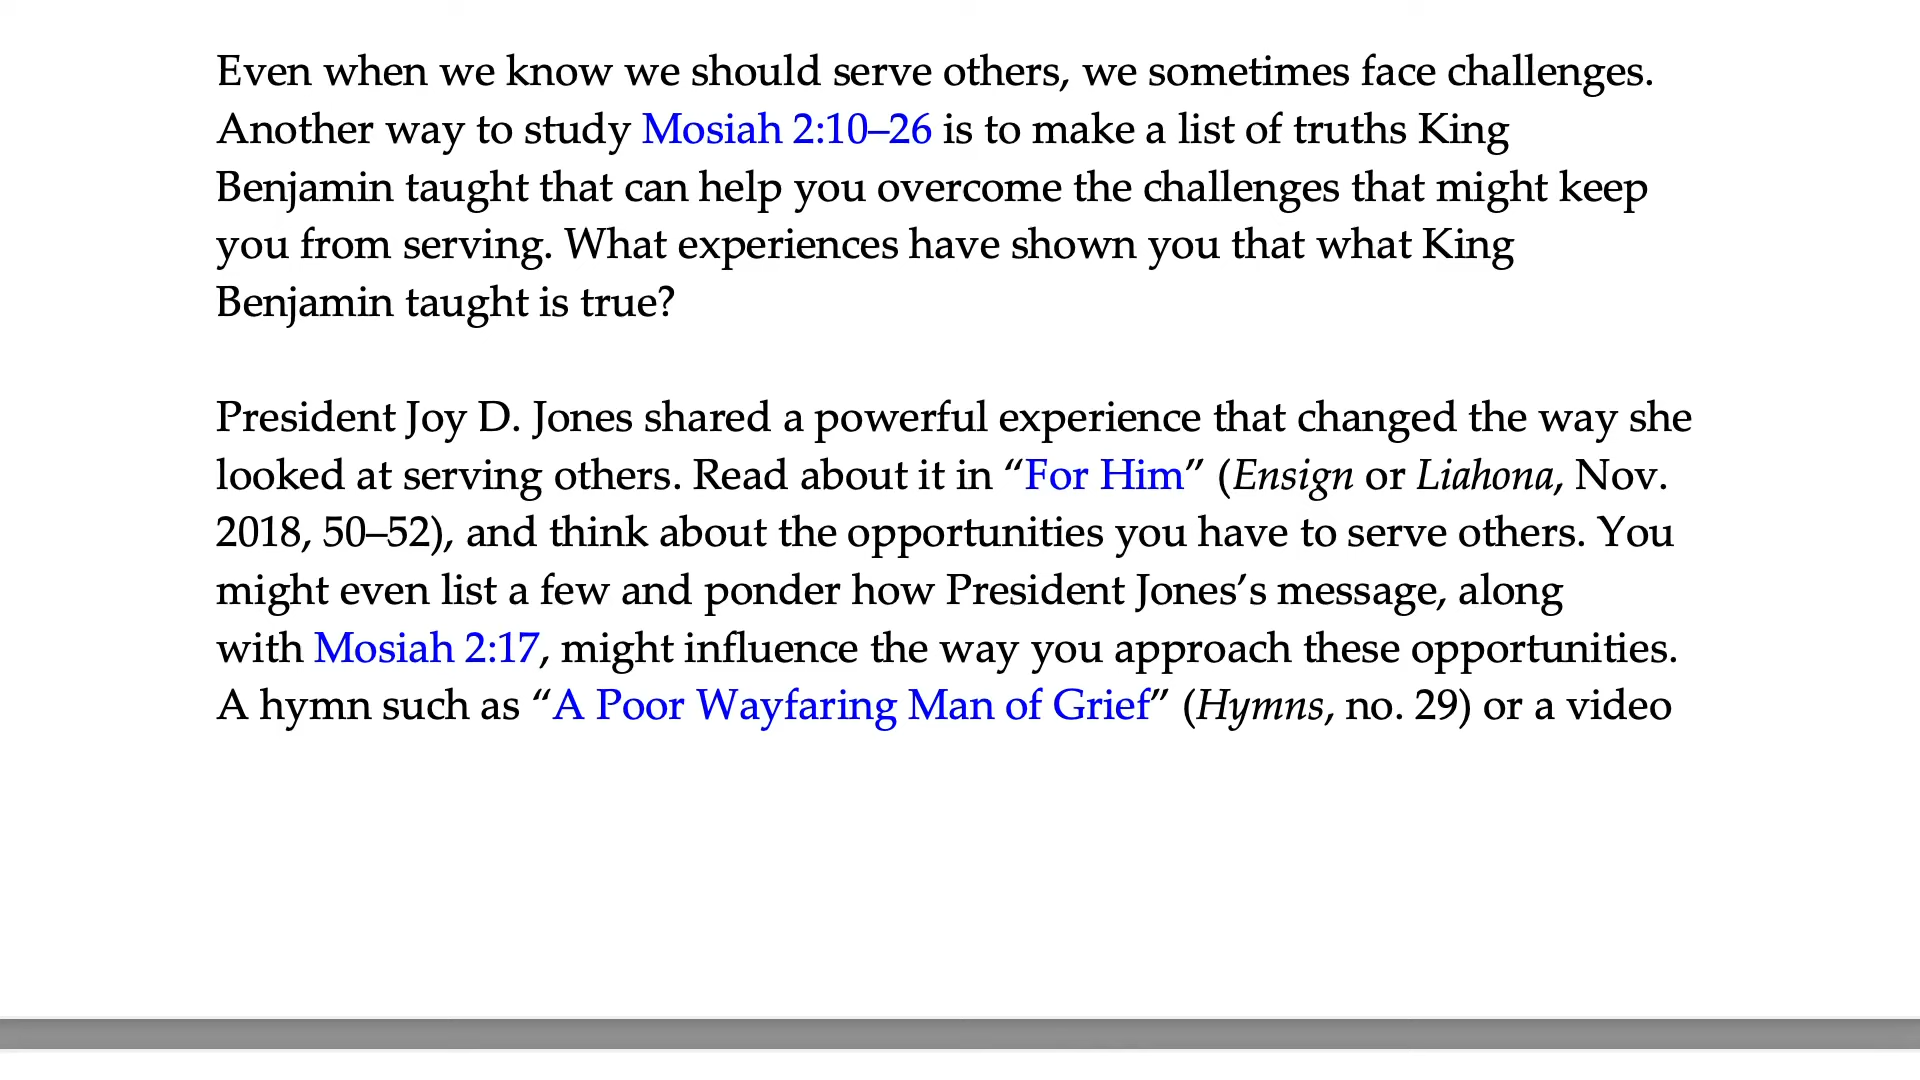 Even when we know we should serve others, we sometimes face challenges.
Another way to study Mosiah 2:10–26 is to make a list of truths King
Benjamin taught that can help you overcome the challenges that might keep
you from serving. What experiences have shown you that what King
Benjamin taught is true?
President Joy D. Jones shared a powerful experience that changed the way she
looked at serving others. Read about it in “For Him” (Ensign or Liahona, Nov.
2018, 50–52), and think about the opportunities you have to serve others. You
might even list a few and ponder how President Jones’s message, along
with Mosiah 2:17, might influence the way you approach these opportunities.
A hymn such as “A Poor Wayfaring Man of Grief” (Hymns, no. 29) or a video